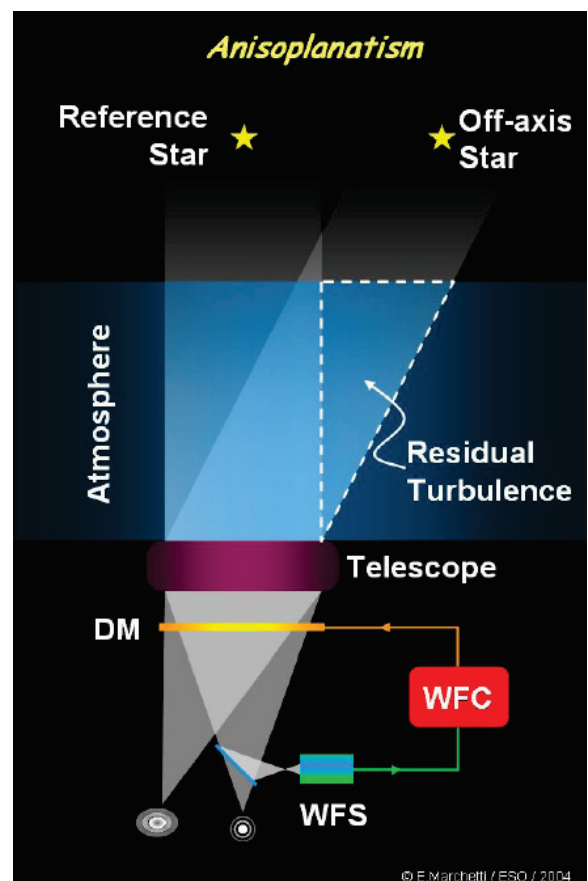 Anisoplanatism
Reference
Star
Off-axis
Star
Atmosphere
Residual
Turbulence
Telescope
DM
WFC
WFS
© E.Marchetti / ESO / 2004